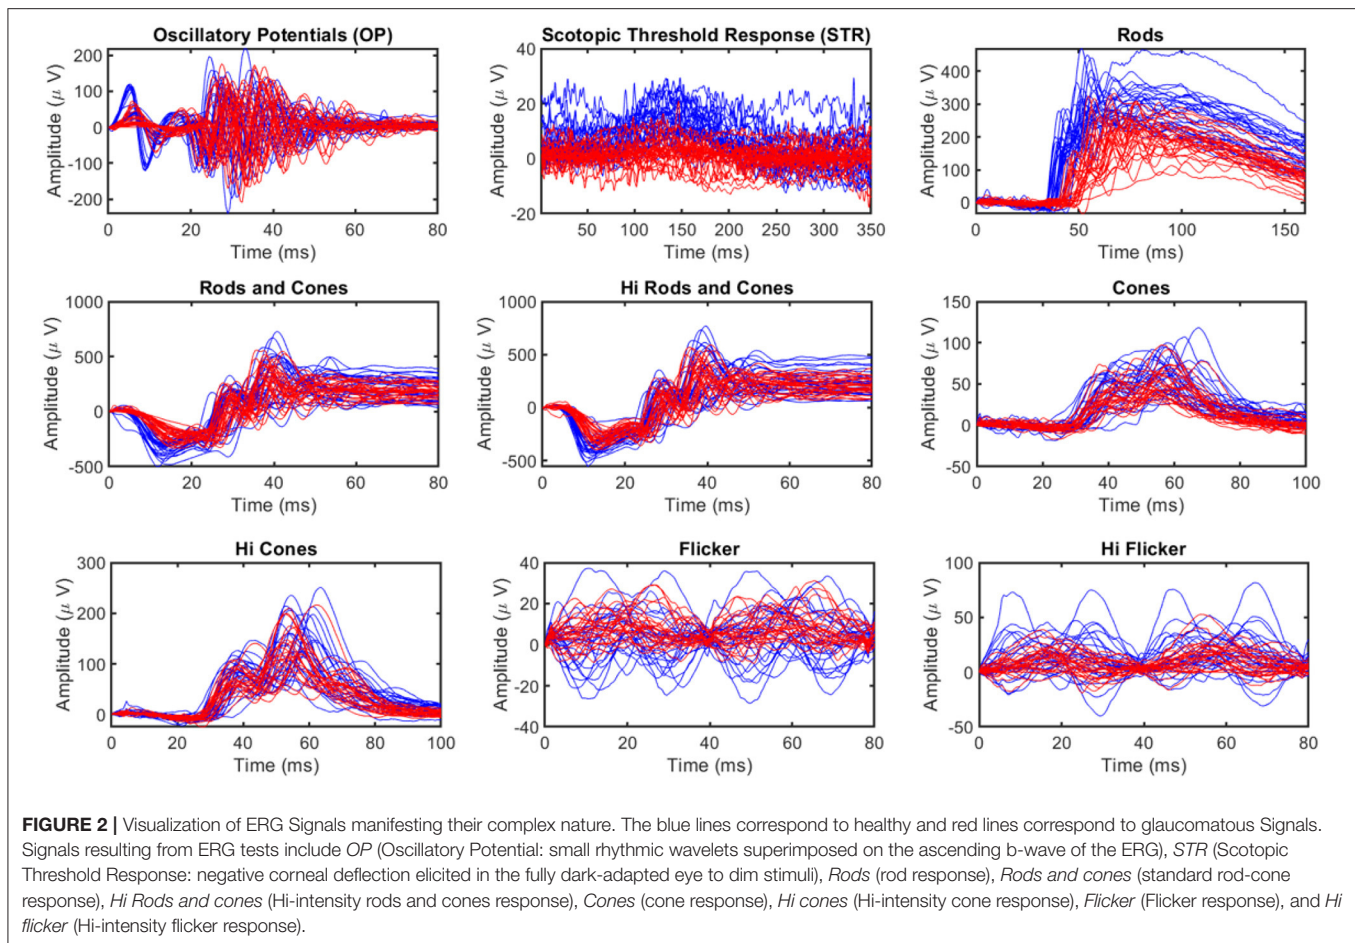 Oscillatory Potentials (OP)
200
100
0
-100
-200
Amplitude (μ V)
0 20 40 60 80
Time (ms)
Scotopic Threshold Response (STR)
40
20
0
-20
Amplitude (μ V)
50 100 150 200 250 300 350
Time (ms)
Rods
400
300
200
100
0
Amplitude (μ V)
0 50 100 150
Time (ms)
Rods and Cones
1000
500
0
-500
Amplitude (μ V)
0 20 40 60 80
Time (ms)
Hi Rods and Cones
1000
500
0
-500
Amplitude (μ V)
0 20 40 60 80
Time (ms)
Cones
150
100
50
0
-50
Amplitude (μ V)
0 20 40 60 80 100
Time (ms)
Hi Cones
300
200
100
0
Amplitude (μ V)
0 20 40 60 80 100
Time (ms)
Flicker
40
20
0
-20
-40
Amplitude (μ V)
0 20 40 60 80
Time (ms)
Hi Flicker
100
50
0
-50
Amplitude (μ V)
0 20 40 60 80
Time (ms)
FIGURE 2 | Visualization of ERG Signals manifesting their complex nature. The blue lines correspond to healthy and red lines correspond to glaucomatous Signals.
Signals resulting from ERG tests include OP (Oscillatory Potential: small rhythmic wavelets superimposed on the ascending b-wave of the ERG), STR (Scotopic
Threshold Response: negative corneal deflection elicited in the fully dark-adapted eye to dim stimuli), Rods (rod response), Rods and cones (standard rod-cone
response), Hi Rods and cones (Hi-intensity rods and cones response), Cones (cone response), Hi cones (Hi-intensity cone response), Flicker (Flicker response), and Hi
flicker (Hi-intensity flicker response).